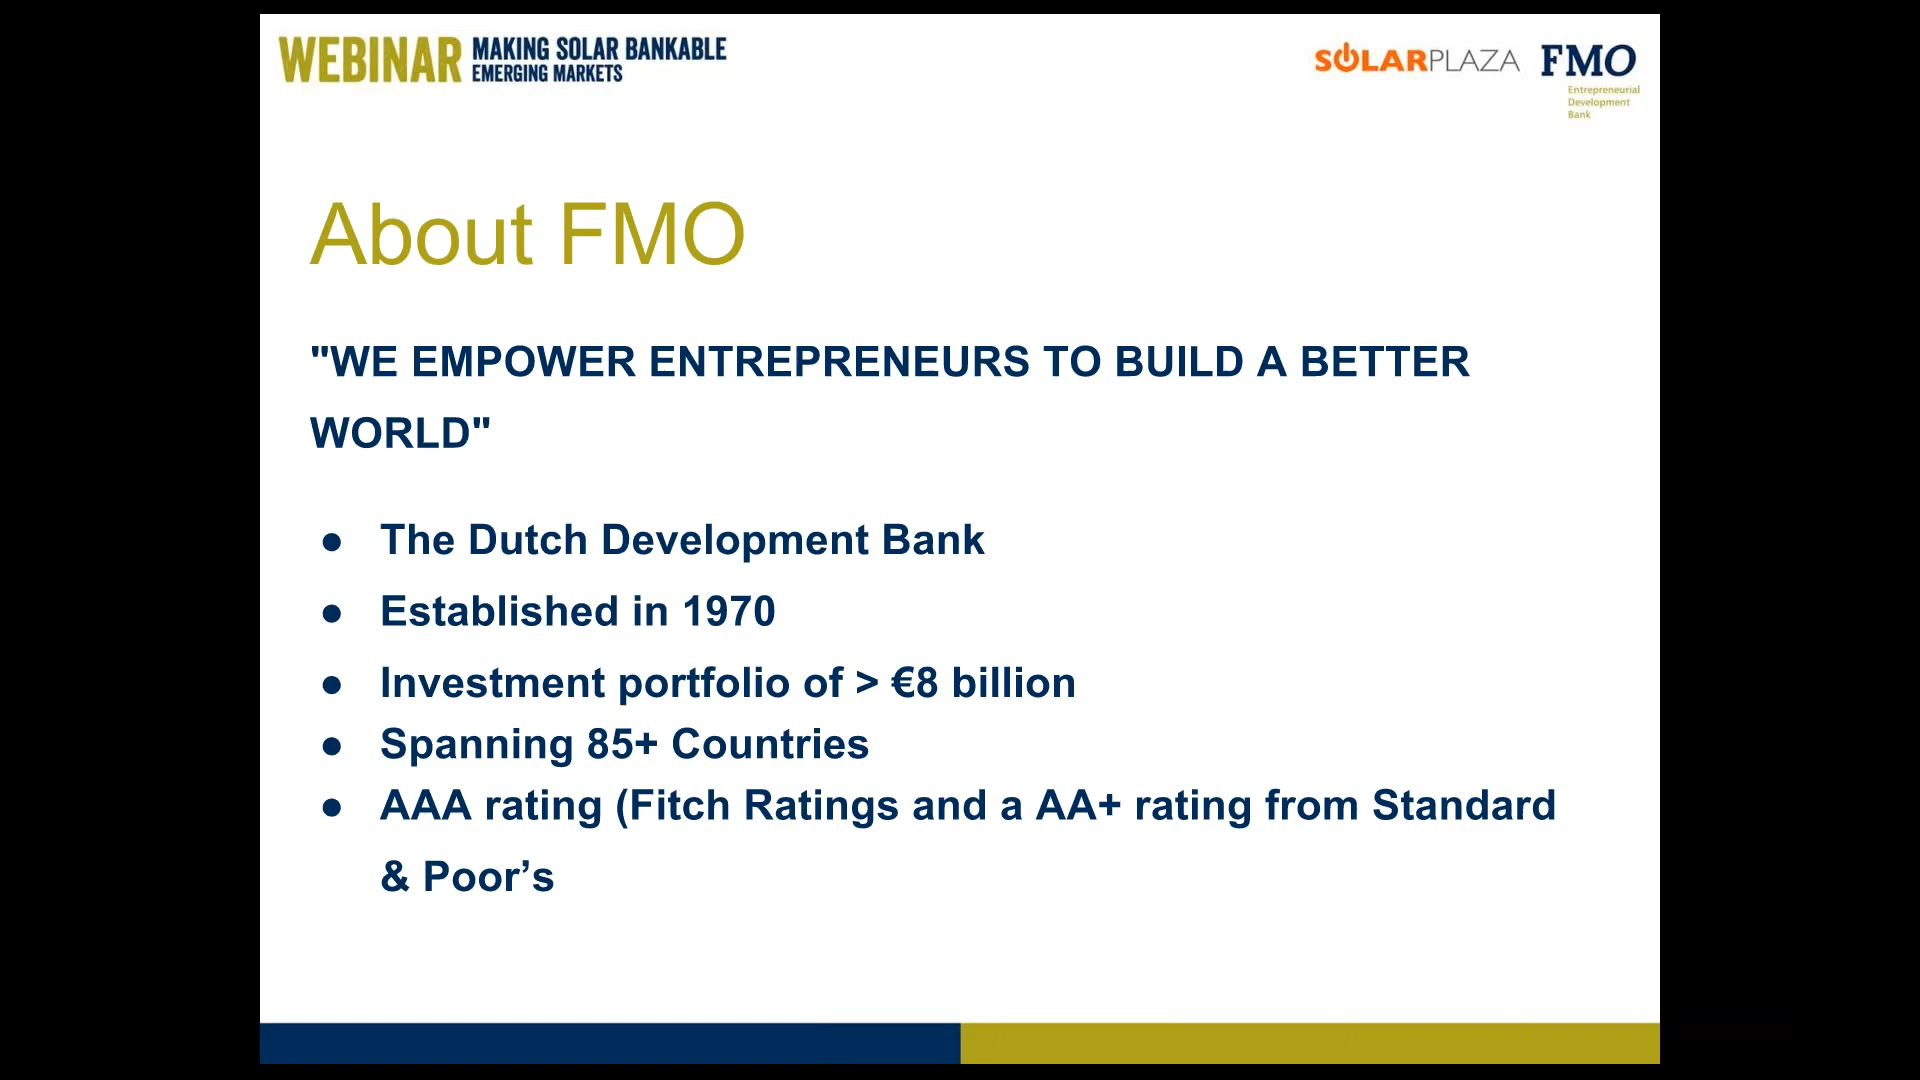 WEBINAR MAKING SOLAR BANKABLE
EMERGING MARKETS
SOLARPLAZA
FMO
Entrepreneurial
Development
Bank
About FMO
"WE EMPOWER ENTREPRENEURS TO BUILD A BETTER
WORLD"
● The Dutch Development Bank
● Established in 1970
● Investment portfolio of > €8 billion
● Spanning 85+ Countries
● AAA rating (Fitch Ratings and a AA+ rating from Standard
& Poor’s